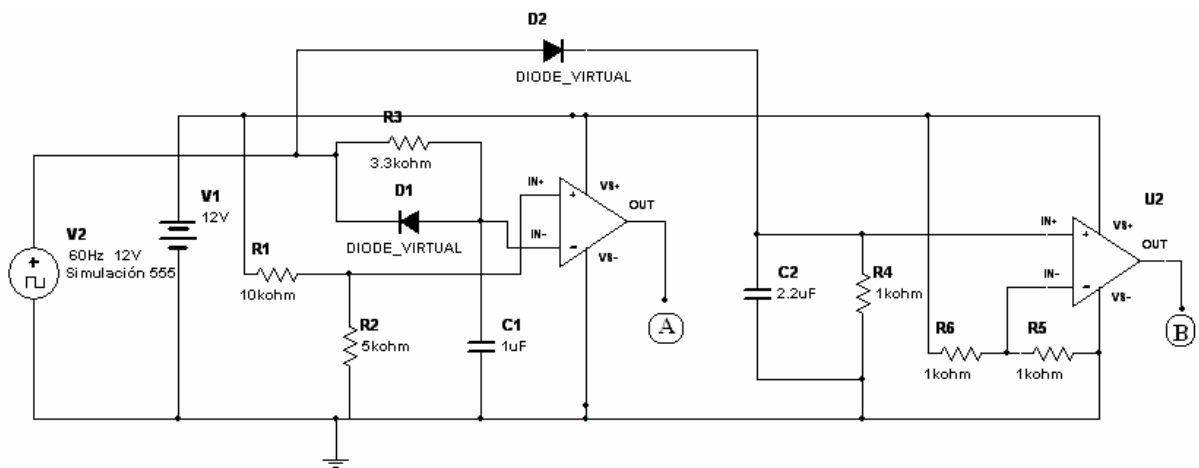 D2
DIODE_VIRTUAL
R3
3.3kohm
D1
DIODE_VIRTUAL
V1
12V
V2
60Hz 12V
Simulación 555
R1
10kohm
R2
5kohm
C1
1uF
IN+
IN-
VS+
OUT
VS-
A
C2
2.2uF
R4
1kohm
U2
IN+
VS+
OUT
IN-
VS-
R6
1kohm
R5
1kohm
B